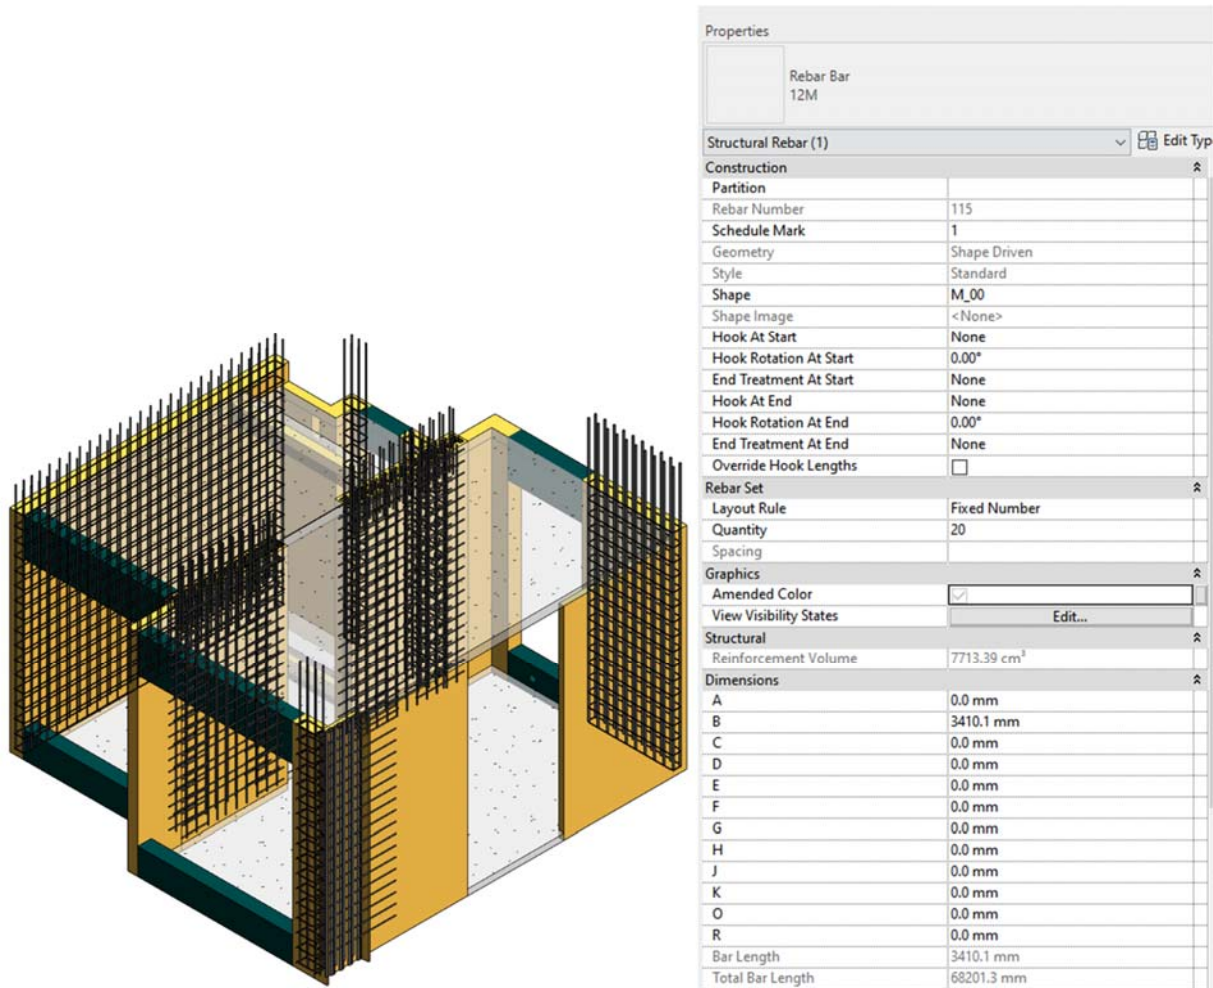 Properties
Rebar Bar
12M
Structural Rebar (1) Edit Typ
Construction
Partition
Rebar Number 115
Schedule Mark 1
Geometry Shape Driven
Style Standard
Shape M_00
Shape Image <None>
Hook At Start None
Hook Rotation At Start 0.00°
End Treatment At Start None
Hook At End None
Hook Rotation At End 0.00°
End Treatment At End None
Override Hook Lengths
Rebar Set
Layout Rule Fixed Number
Quantity 20
Spacing
Graphics
Amended Color
View Visibility States Edit...
Structural
Reinforcement Volume 7713.39 cm³
Dimensions
A 0.0 mm
B 3410.1 mm
C 0.0 mm
D 0.0 mm
E 0.0 mm
F 0.0 mm
G 0.0 mm
H 0.0 mm
J 0.0 mm
K 0.0 mm
O 0.0 mm
R 0.0 mm
Bar Length 3410.1 mm
Total Bar Length 68201.3 mm